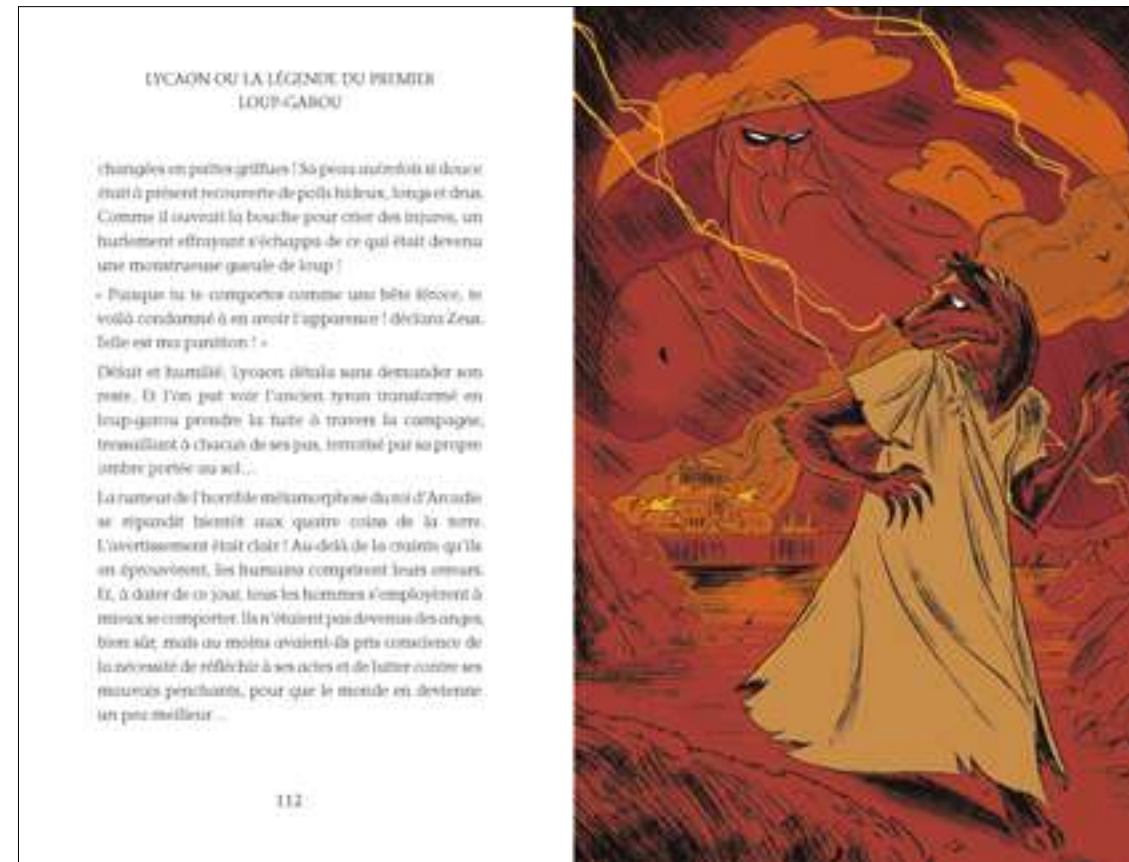 LYCAON OU LA LÉGENDE DU PREMIER
LOUP-GAROU
changées en pattes griffues ! Sa peau autrefois si douce
était à présent recouverte de poils hideux, longs et drus.
Comme il ouvrait la bouche pour crier des injures, un
hurlement effrayant s'échappa de ce qui était devenu
une monstrueuse gueule de loup !
« Puisque tu te comportes comme une bête féroce, te
voilà condamné à en avoir l'apparence ! déclara Zeus.
Telle est ma punition ! »
Défait et humilié, Lycaon détala sans demander son
reste. Et l'on put voir l'ancien tyran transformé en
loup-garou prendre la fuite à travers la campagne,
tressaillant à chacun de ses pas, terrorisé par sa propre
ombre portée au sol…
La rumeur de l'horrible métamorphose du roi d'Arcadie
se répandit bientôt aux quatre coins de la terre.
L'avertissement était clair ! Au-delà de la crainte qu'ils
en éprouvèrent, les humains comprirent leurs erreurs.
Et, à dater de ce jour, tous les hommes s'employèrent à
mieux se comporter. Ils n'étaient pas devenus des anges,
bien sûr, mais au moins avaient-ils pris conscience de
la nécessité de réfléchir à ses actes et de lutter contre ses
mauvais penchants, pour que le monde en devienne
un peu meilleur…
112